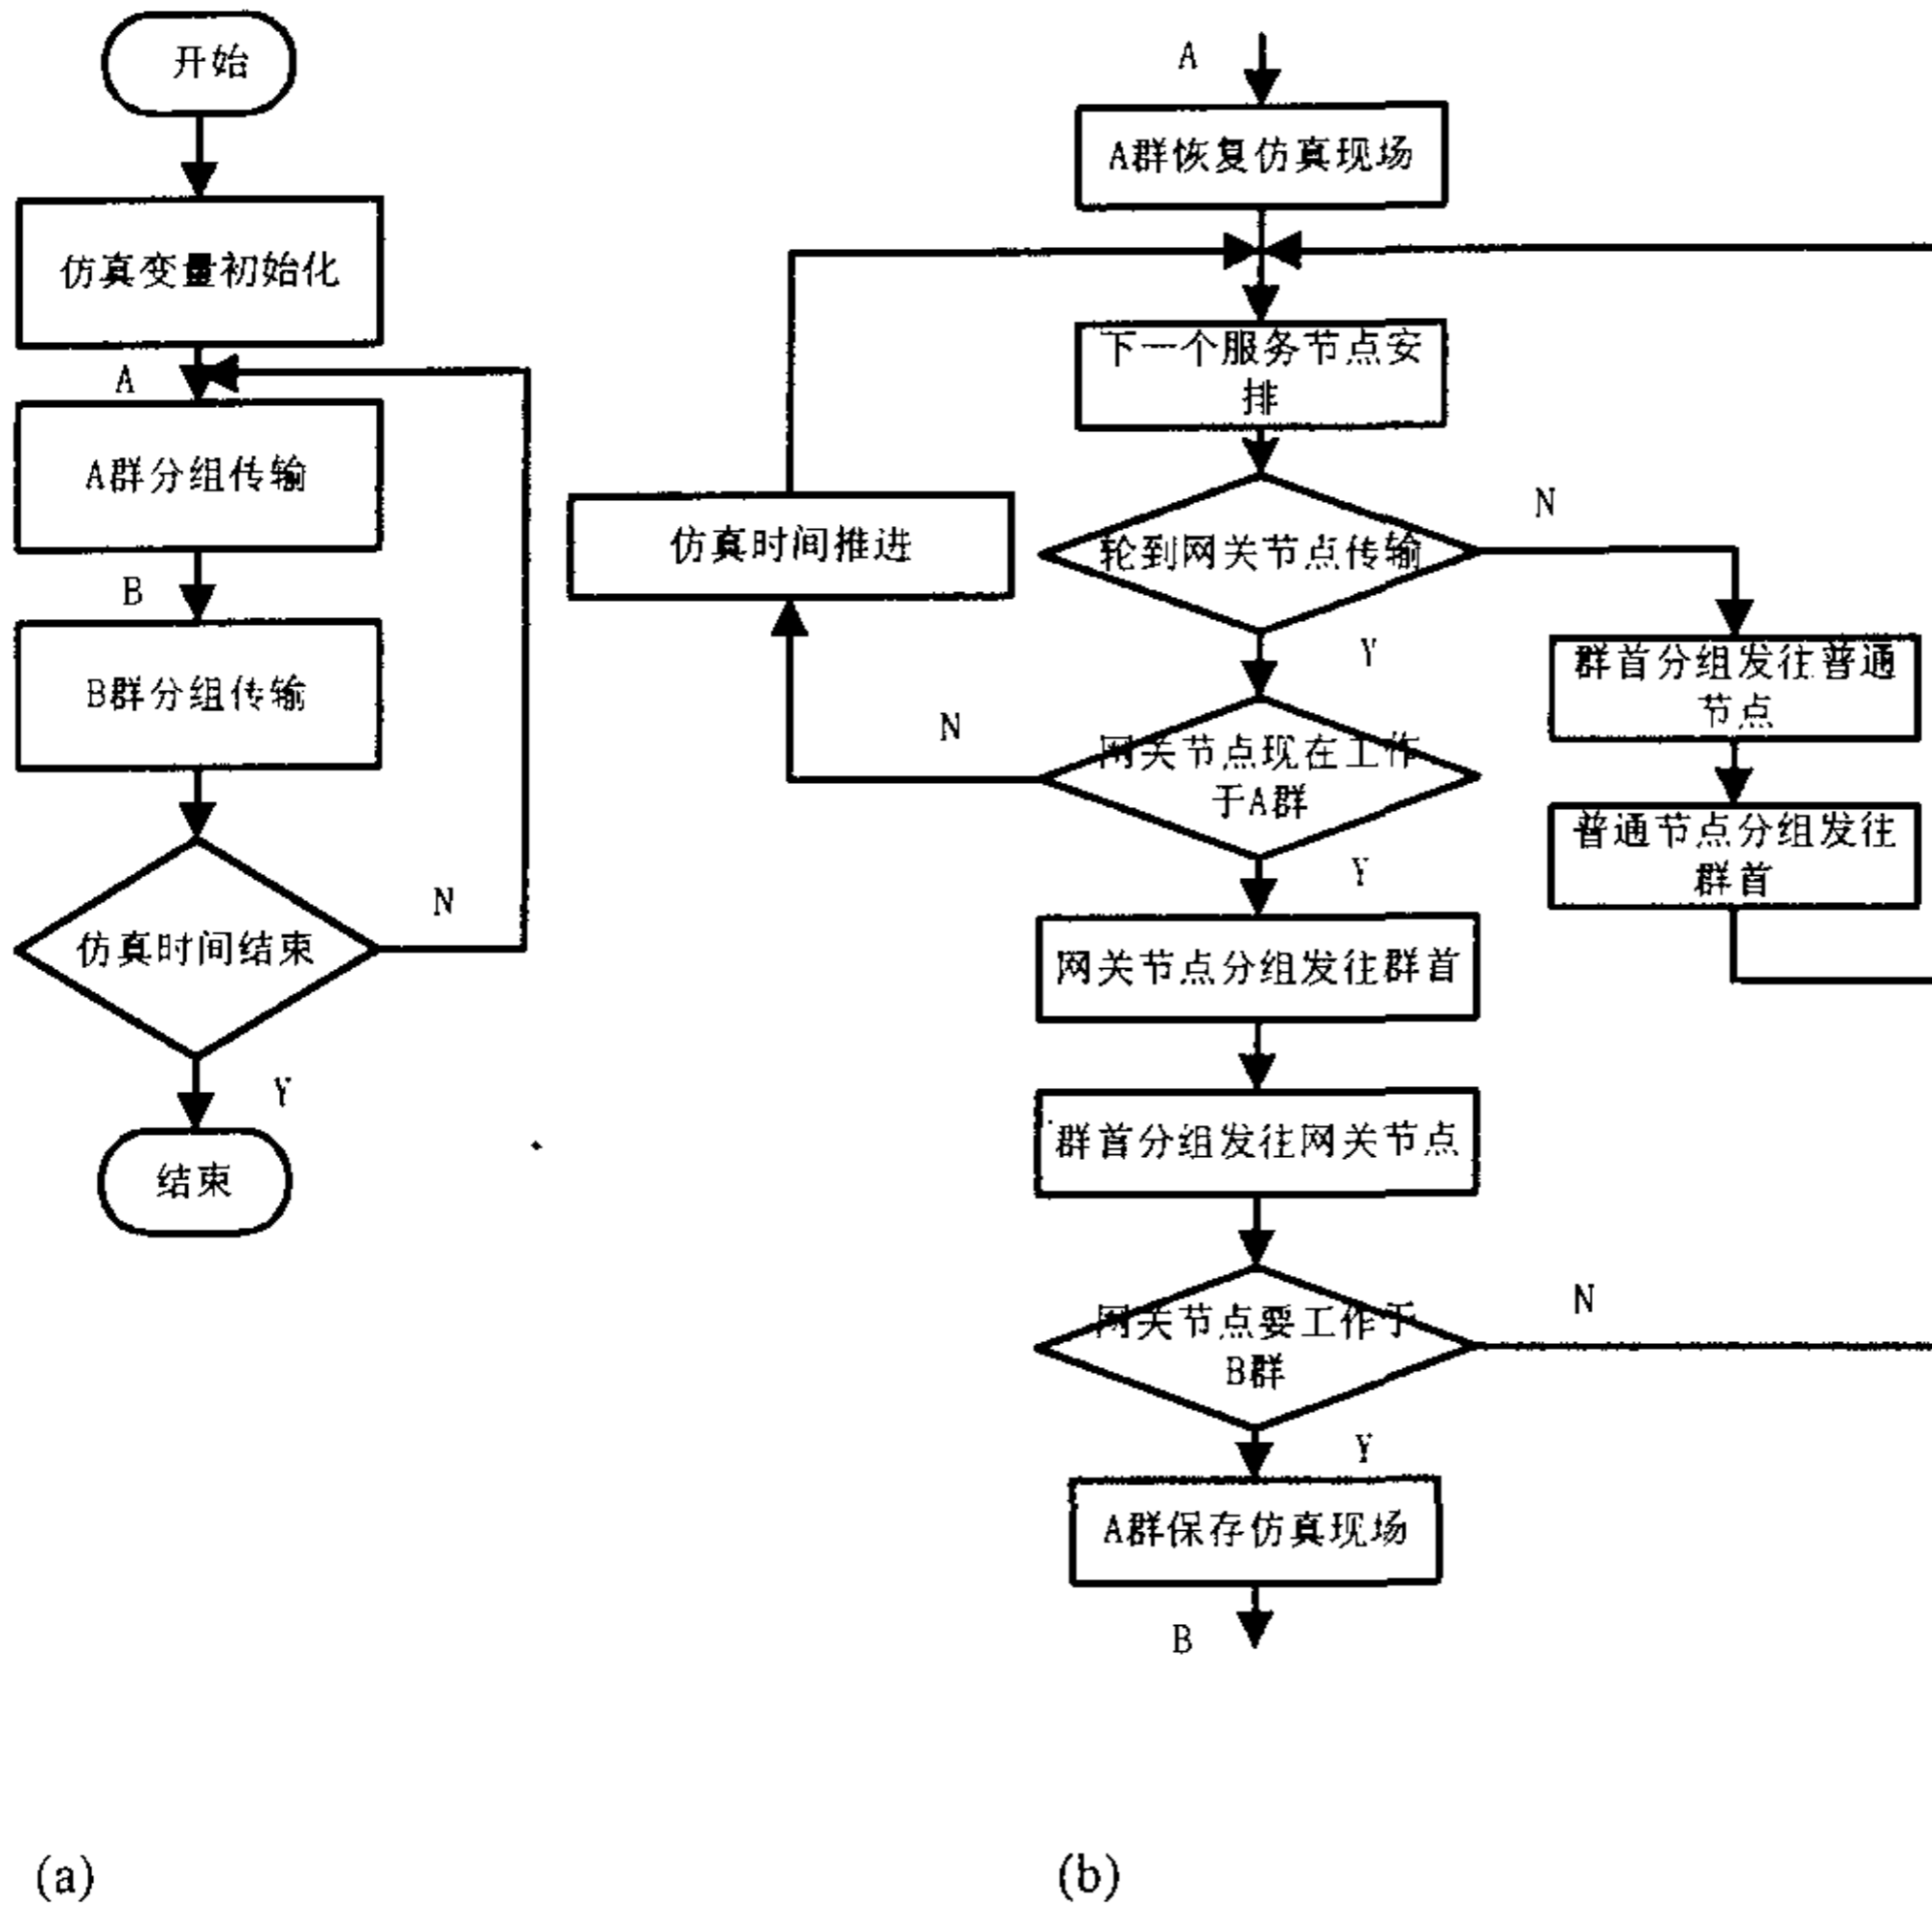 开始
仿真变量初始化
A
A群分组传输
B
B群分组传输
仿真时间结束
N
Y
结束
(a)
A
A群恢复仿真现场
下一个服务节点安
排
轮到网关节点传输
N
Y
仿真时间推进
网关节点现在工作
于A群
N
Y
群首分组发往普通
节点
普通节点分组发往
群首
网关节点分组发往群首
群首分组发往网关节点
网关节点要工作于
B群
N
Y
A群保存仿真现场
B
(b)